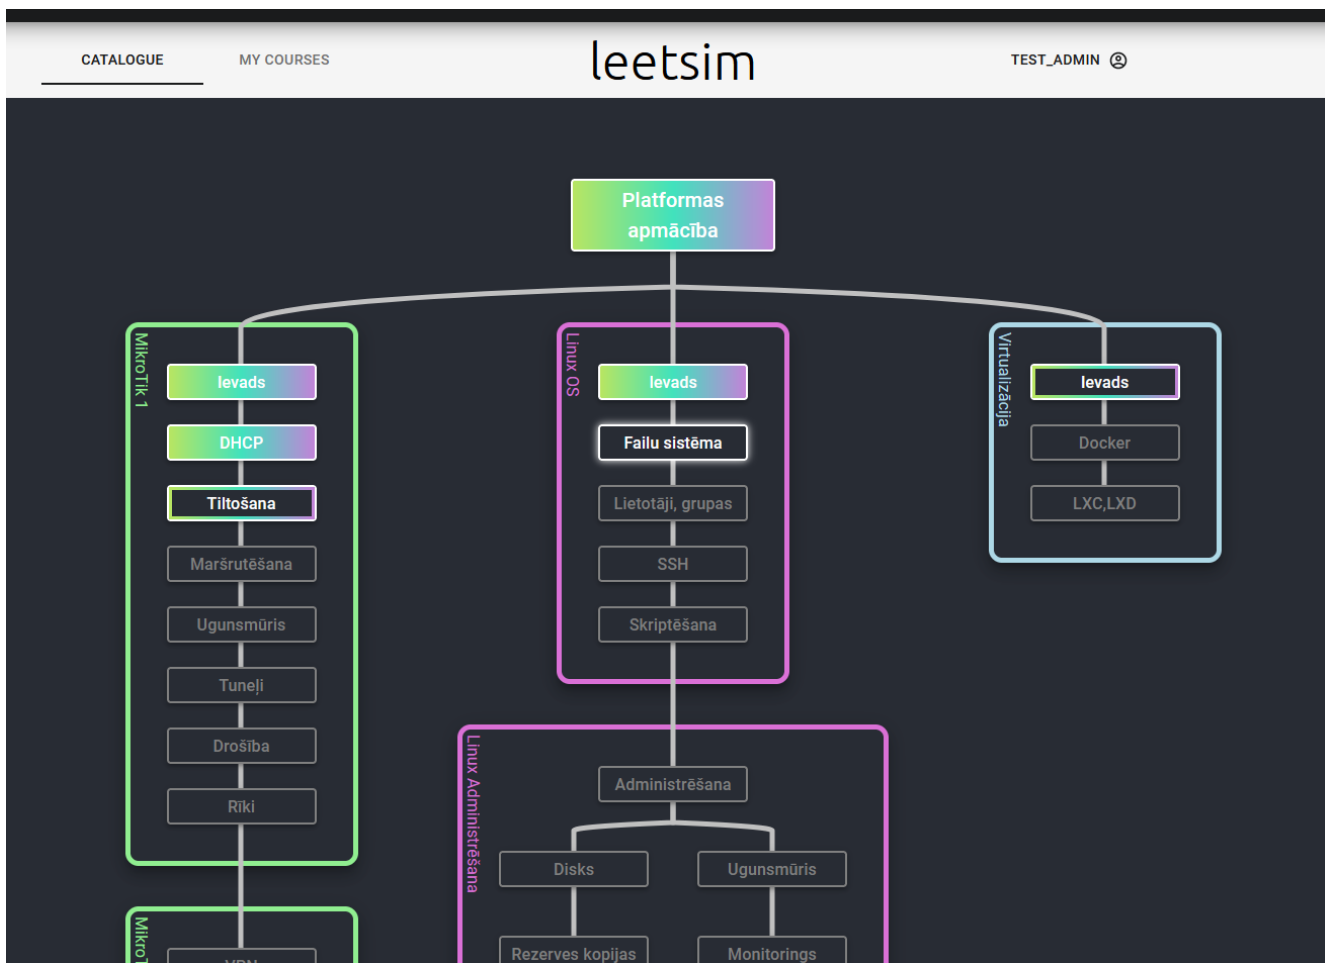 CATALOGUE
MY COURSES
leetsim
TEST_ADMIN
Platformas
apmācība
MikroTik 1
Ievads
DHCP
Tiltošana
Maršrutēšana
Ugunsmūris
Tuneļi
Drošība
Rīki
Linux OS
Ievads
Failu sistēma
Lietotāji, grupas
SSH
Skriptēšana
Virtualizācija
Ievads
Docker
LXC,LXD
Linux Administrēšana
Administrēšana
Disks
Ugunsmūris
Rezerves kopijas
Monitorings
VPN